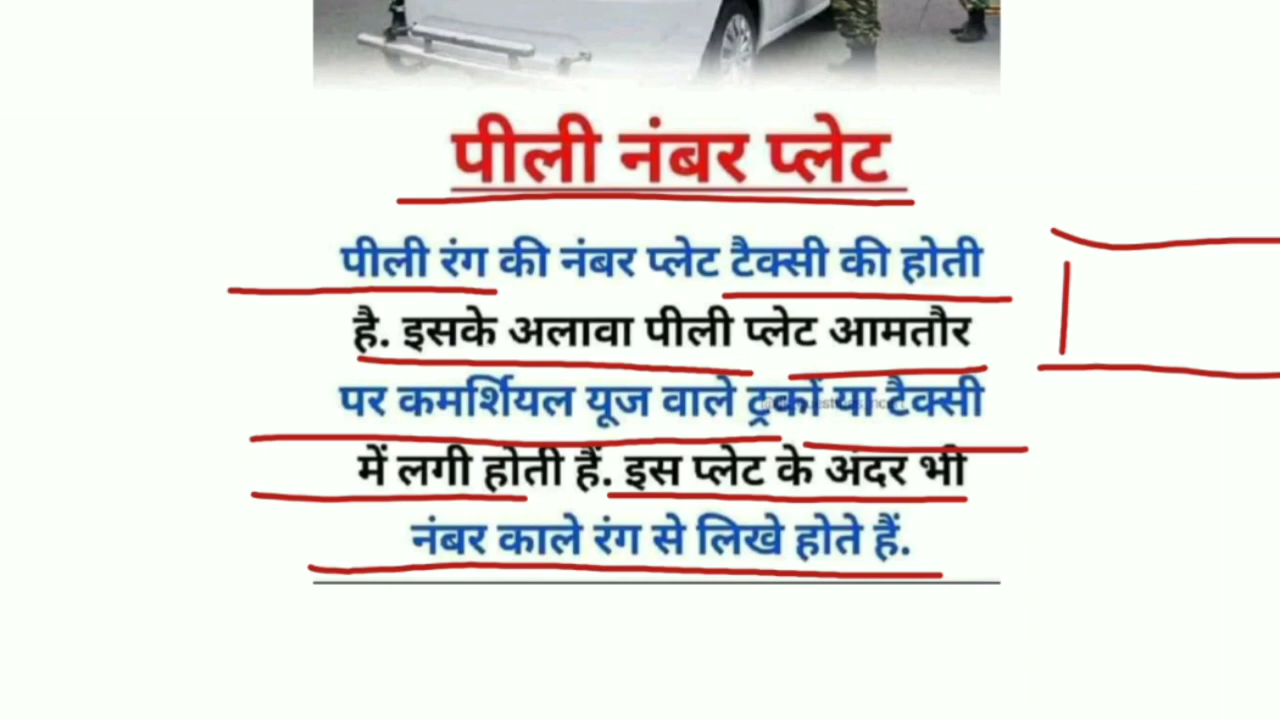 पीली नंबर प्लेट
पीली रंग की नंबर प्लेट टैक्सी की होती
है. इसके अलावा पीली प्लेट आमतौर
पर कमर्शियल यूज वाले ट्रकों या टैक्सी
में लगी होती हैं. इस प्लेट के अंदर भी
नंबर काले रंग से लिखे होते हैं.